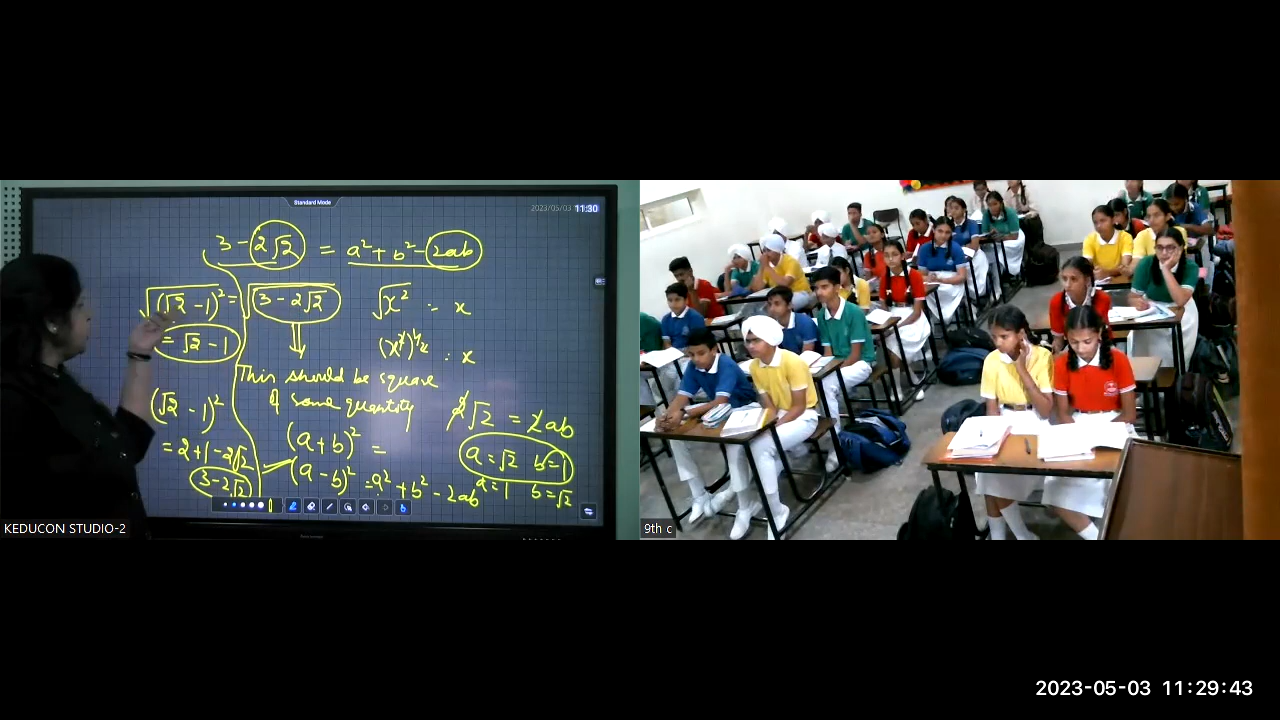 Standard Mode
2023/05/03 11:30
3 - 2√2 = a² + b² - 2ab
√(√2 - 1)² = √3 - 2√2
√x² = x
= √2 - 1
(x²)^1/2 = x
This should be square
of some quantity
(√2 - 1)²
2√2 = 2ab
= 2+1-2√2
(a + b)² =
a = √2 b = 1
3 - 2√2
(a - b)² = a² + b² - 2ab
a = 1 b = √2
KEDUCON STUDIO-2
9th c
2023-05-03 11:29:43